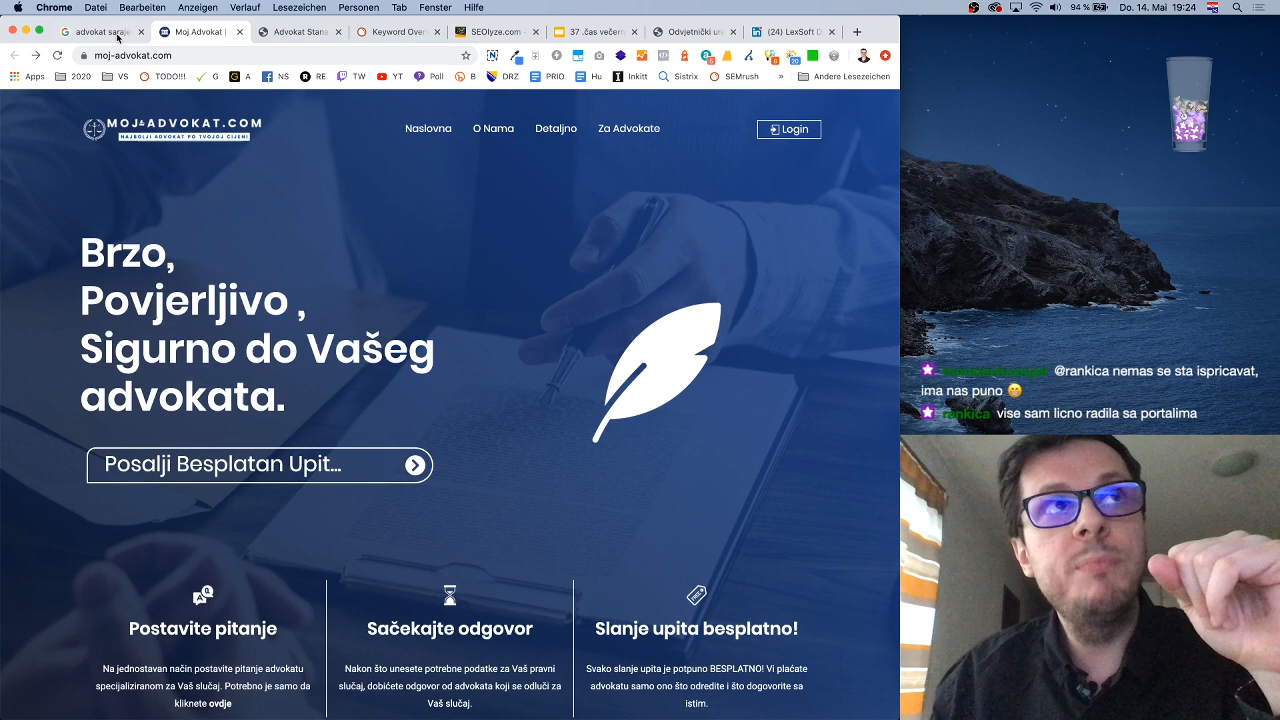 Chrome Datei Bearbeiten Anzeigen Verlauf Lesezeichen Personen Tab Fenster Hilfe 94 % Do. 14. Mai 19:24
advokat saraje Moj Advokat | Advokat Stana Keyword Over SEOlyze.com - 37 .čas večern Odvjetnički ure (24) LexSoft D
moj-advokat.com
Apps 2020 VS TODO!!! G A NS RE TW YT Poll B DRZ PRIO Hu Inkitt Sistrix SEMrush » Andere Lesezeichen
MOJ ADVOKAT.COM
NAJBOLJI ADVOKAT PO TVOJOJ CIJENI
Naslovna O Nama Detaljno Za Advokate Login
Brzo,
Povjerljivo ,
Sigurno do Vašeg
advokata.
Posalji Besplatan Upit...
Postavite pitanje
Na jednostavan način postavite pitanje advokatu
specijaliziranom za Vaš Potrebno je samo da
kliknete ovdje
Sačekajte odgovor
Nakon što unesete potrebne podatke za Vaš pravni
slučaj, dobićete odgovor od advokata koji se odluči za
Vaš slučaj.
Slanje upita besplatno!
Svako slanje upita je potpuno BESPLATNO! Vi plaćate
advokatu samo ono što odredite i što dogovorite sa
istim.
@rankica nemas se sta ispricavat,
ima nas puno 😁
rankica vise sam licno radila sa portalima